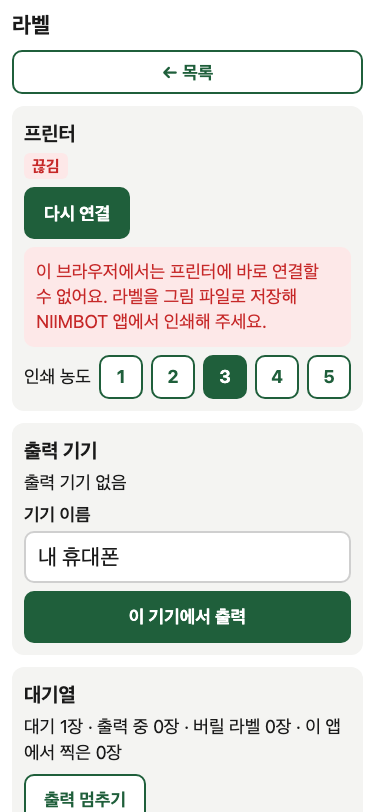 라벨
← 목록
프린터
끊김
다시 연결
이 브라우저에서는 프린터에 바로 연결할
수 없어요. 라벨을 그림 파일로 저장해
NIIMBOT 앱에서 인쇄해 주세요.
인쇄 농도 1 2 3 4 5
출력 기기
출력 기기 없음
기기 이름
내 휴대폰
이 기기에서 출력
대기열
대기 1장 · 출력 중 0장 · 버릴 라벨 0장 · 이 앱
에서 찍은 0장
출력 멈추기